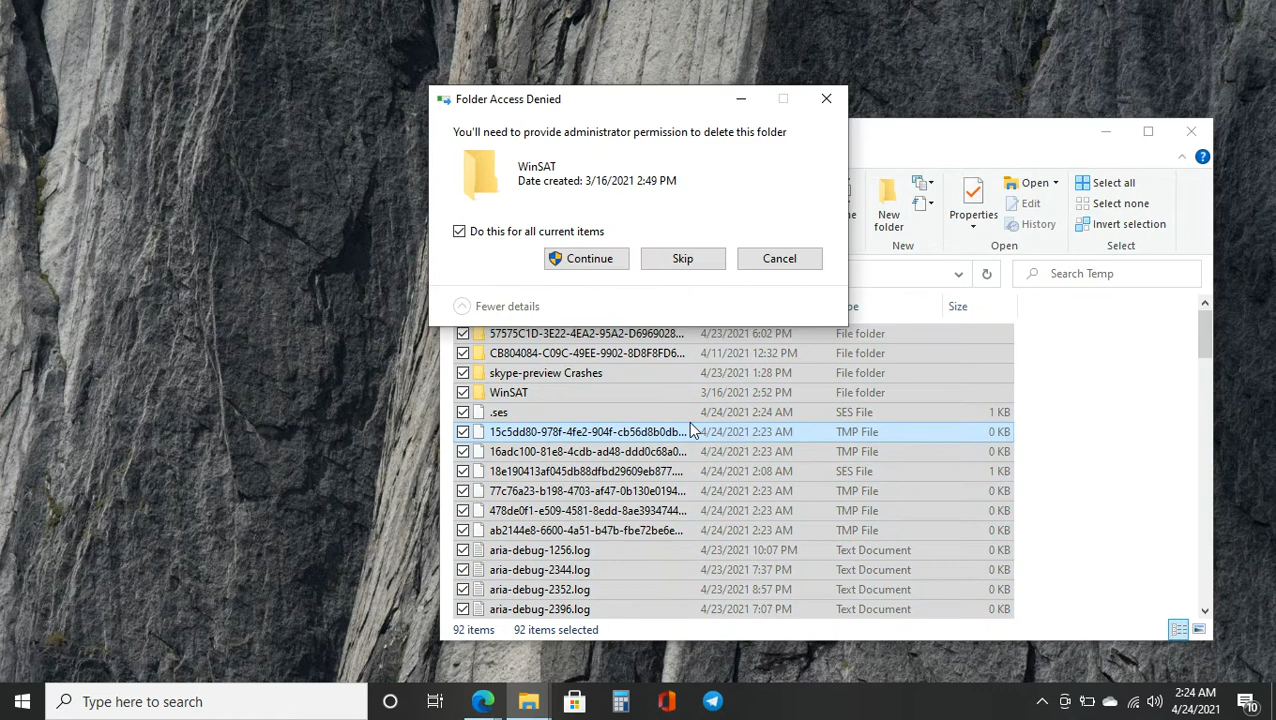 Folder Access Denied
You'll need to provide administrator permission to delete this folder
WinSAT
Date created: 3/16/2021 2:49 PM
Do this for all current items
Continue Skip Cancel
Fewer details
New folder
New
Properties
Open
Edit
History
Open
Select all
Select none
Invert selection
Select
Search Temp
Size
57575C1D-3E22-4EA2-95A2-D6969028... 4/23/2021 6:02 PM File folder
CB804084-C09C-49EE-9902-8D8F8FD6... 4/11/2021 12:32 PM File folder
skype-preview Crashes 4/23/2021 1:28 PM File folder
WinSAT 3/16/2021 2:52 PM File folder
.ses 4/24/2021 2:24 AM SES File 1 KB
15c5dd80-978f-4fe2-904f-cb56d8b0db... 4/24/2021 2:23 AM TMP File 0 KB
16adc100-81e8-4cdb-ad48-ddd0c68a0... 4/24/2021 2:23 AM TMP File 0 KB
18e190413af045db88dfbd29609eb877.... 4/24/2021 2:08 AM SES File 1 KB
77c76a23-b198-4703-af47-0b130e0194... 4/24/2021 2:23 AM TMP File 0 KB
478de0f1-e509-4581-8edd-8ae3934744... 4/24/2021 2:23 AM TMP File 0 KB
ab2144e8-6600-4a51-b47b-fbe72be6e... 4/24/2021 2:23 AM TMP File 0 KB
aria-debug-1256.log 4/23/2021 10:07 PM Text Document 0 KB
aria-debug-2344.log 4/23/2021 7:37 PM Text Document 0 KB
aria-debug-2352.log 4/23/2021 8:57 PM Text Document 0 KB
aria-debug-2396.log 4/23/2021 7:07 PM Text Document 0 KB
92 items 92 items selected
Type here to search
2:24 AM
4/24/2021
10